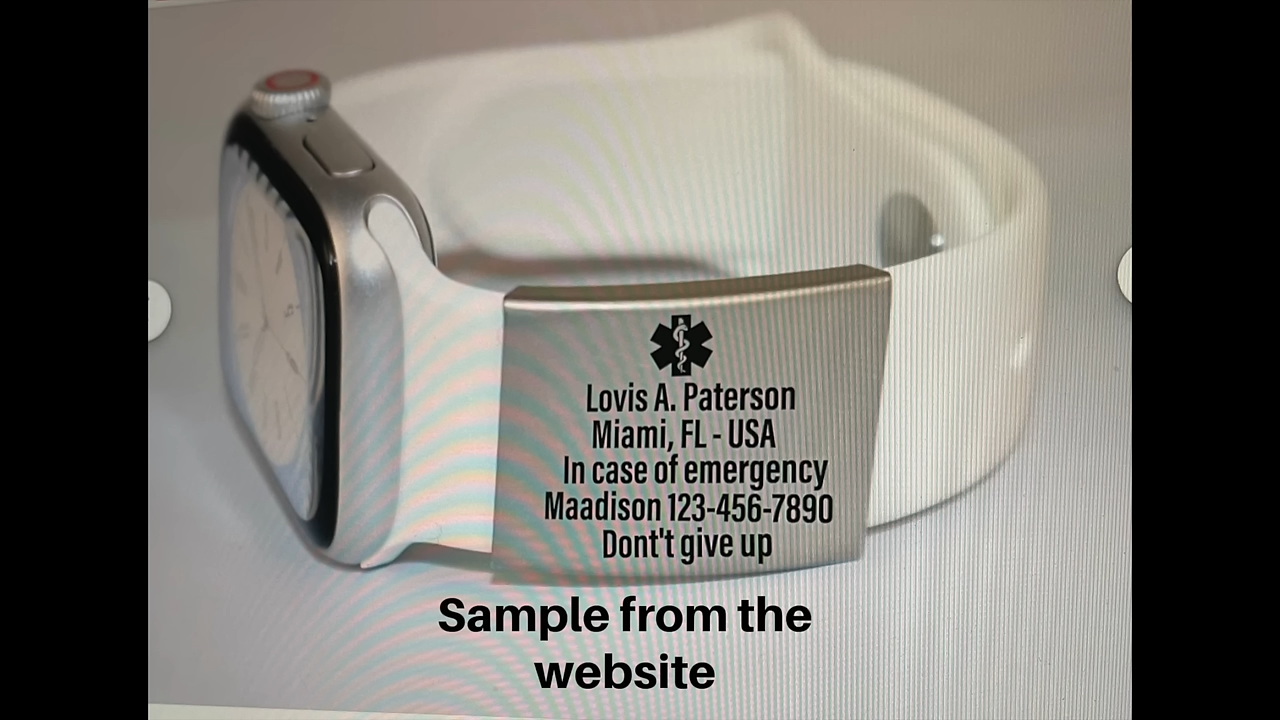 Lovis A. Paterson
Miami, FL - USA
In case of emergency
Maadison 123-456-7890
Dont't give up
Sample from the
website